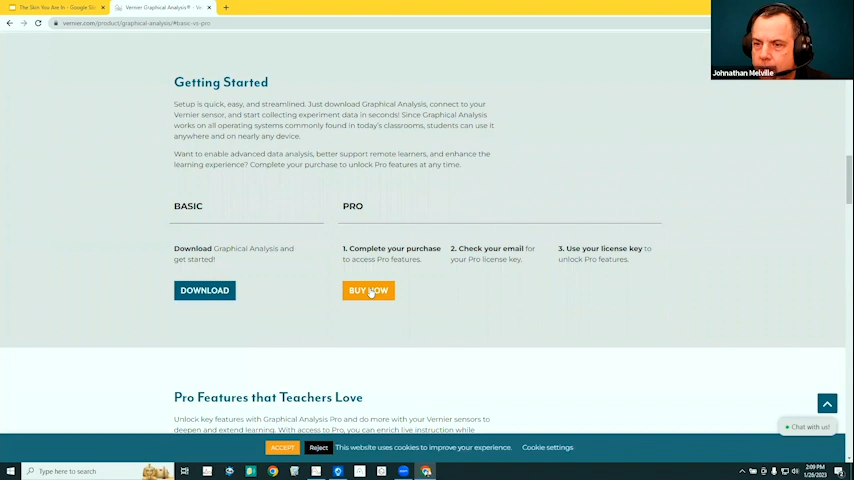 The Skin You Are In - Google Sli
Vernier Graphical Analysis® - Ve
vernier.com/product/graphical-analysis/#basic-vs-pro
Johnathan Melville
Getting Started
Setup is quick, easy, and streamlined. Just download Graphical Analysis, connect to your
Vernier sensor, and start collecting experiment data in seconds! Since Graphical Analysis
works on all operating systems commonly found in today's classrooms, students can use it
anywhere and on nearly any device.
Want to enable advanced data analysis, better support remote learners, and enhance the
learning experience? Complete your purchase to unlock Pro features at any time.
BASIC
PRO
Download Graphical Analysis and
get started!
1. Complete your purchase
to access Pro features.
2. Check your email for
your Pro license key.
3. Use your license key to
unlock Pro features.
DOWNLOAD
BUY NOW
Pro Features that Teachers Love
Unlock key features with Graphical Analysis Pro and do more with your Vernier sensors to
deepen and extend learning. With access to Pro, you can enrich live instruction while
Chat with us!
ACCEPT
Reject
This website uses cookies to improve your experience.
Cookie settings
Type here to search
2:09 PM
1/26/2023